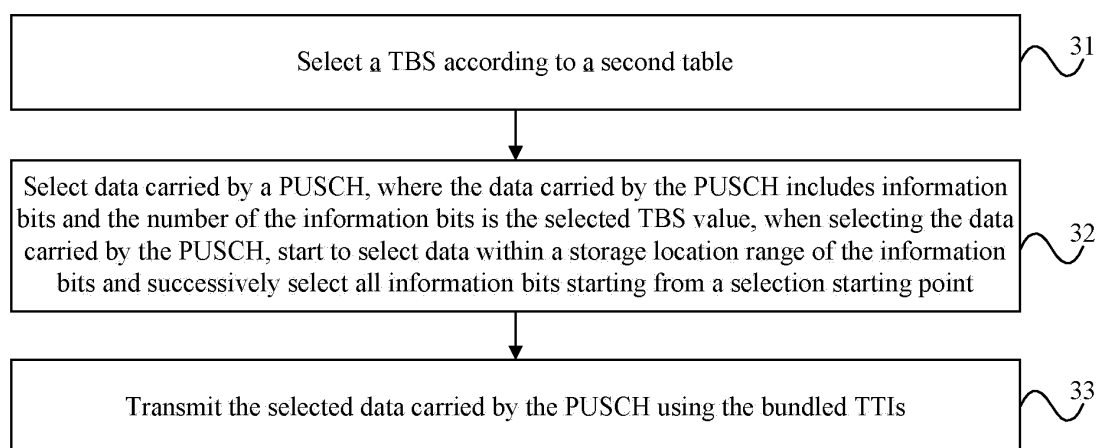 Select a TBS according to a second table
31
Select data carried by a PUSCH, where the data carried by the PUSCH includes information
bits and the number of the information bits is the selected TBS value, when selecting the data
carried by the PUSCH, start to select data within a storage location range of the information
bits and successively select all information bits starting from a selection starting point
32
Transmit the selected data carried by the PUSCH using the bundled TTIs
33